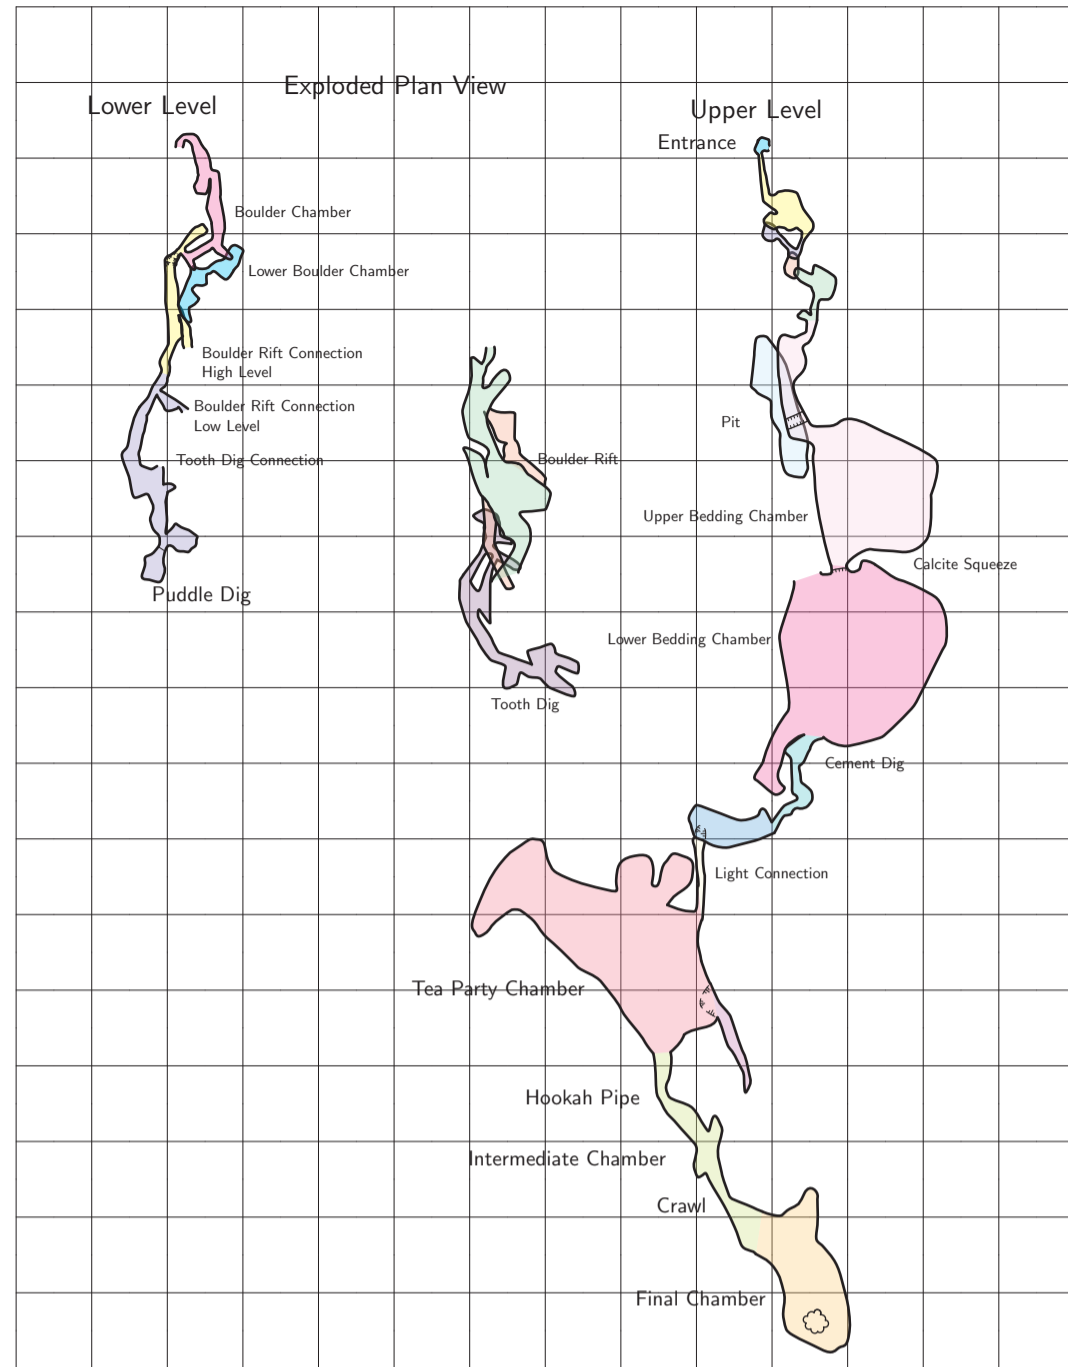 Exploded Plan View
Lower Level
Upper Level
Entrance
Boulder Chamber
Lower Boulder Chamber
Boulder Rift Connection
High Level
Boulder Rift Connection
Low Level
Pit
Tooth Dig Connection
Boulder Rift
Upper Bedding Chamber
Calcite Squeeze
Puddle Dig
Lower Bedding Chamber
Tooth Dig
Cement Dig
Light Connection
Tea Party Chamber
Hookah Pipe
Intermediate Chamber
Crawl
Final Chamber